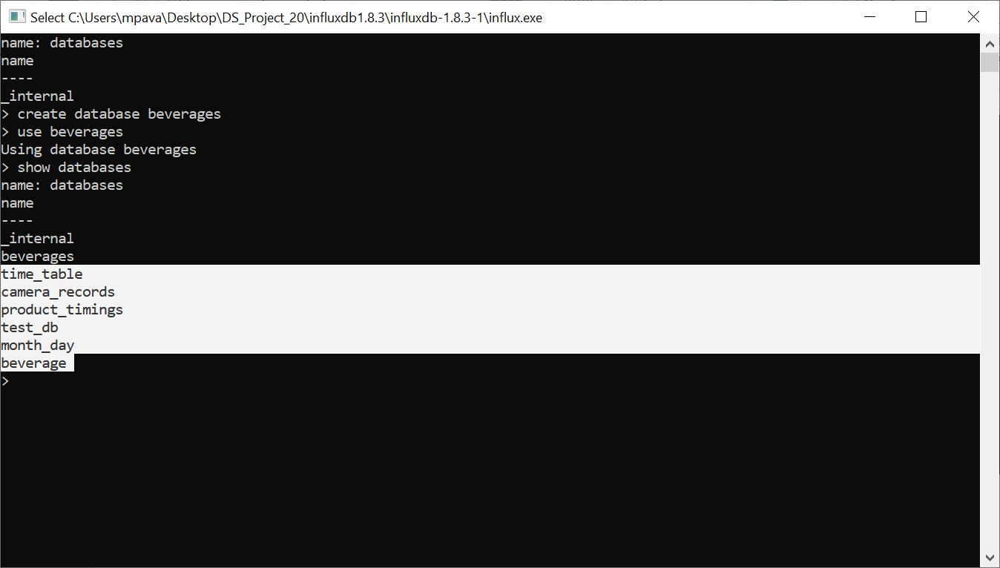 Select C:\Users\mpava\Desktop\DS_Project_20\influxdb1.8.3\influxdb-1.8.3-1\influx.exe
name: databases
name
----
_internal
> create database beverages
> use beverages
Using database beverages
> show databases
name: databases
name
----
_internal
beverages
time_table
camera_records
product_timings
test_db
month_day
beverage
>